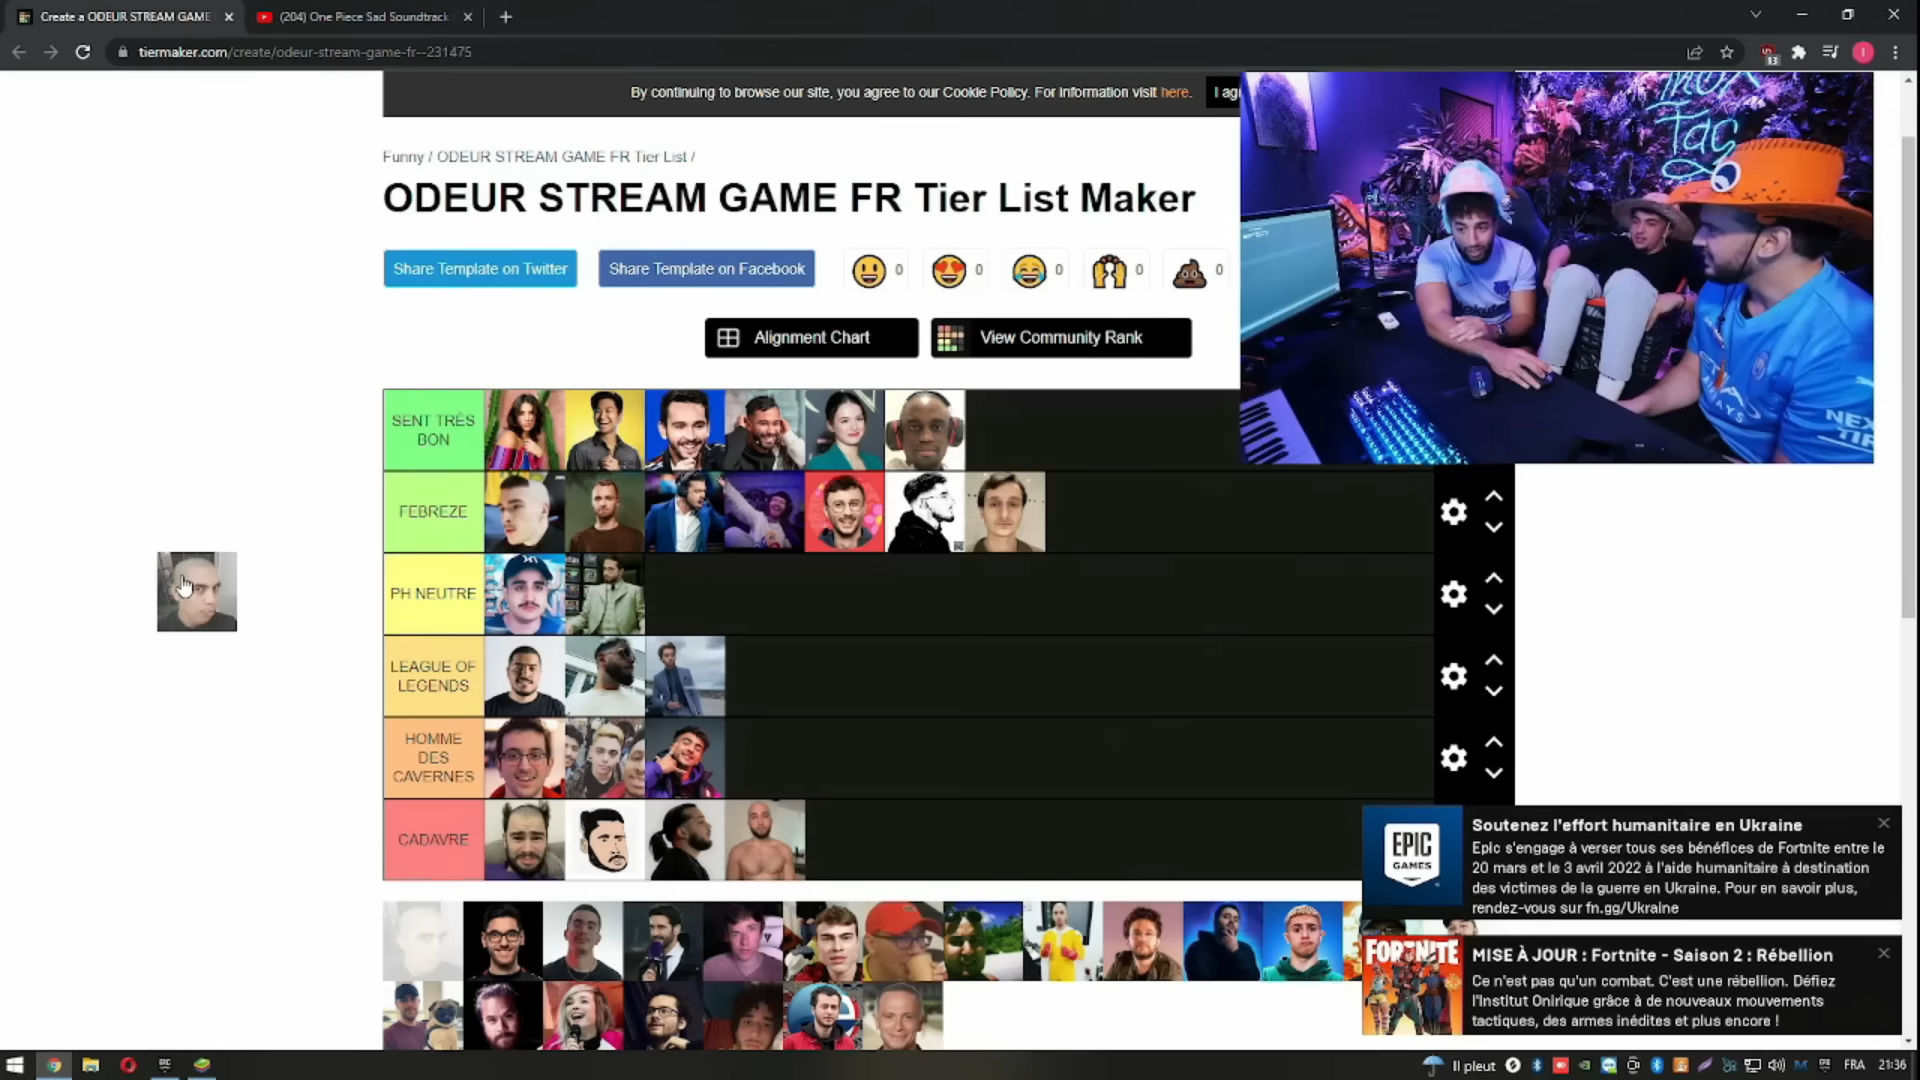 Create a ODEUR STREAM GAME
(204) One Piece Sad Soundtrack
tiermaker.com/create/odeur-stream-game-fr--231475
13
I
By continuing to browse our site, you agree to our Cookie Policy. For information visit here.
I ag
Funny / ODEUR STREAM GAME FR Tier List /
ODEUR STREAM GAME FR Tier List Maker
Share Template on Twitter
Share Template on Facebook
0
0
0
0
0
Alignment Chart
View Community Rank
Tac
NEX
SENT TRÈS
BON
FEBREZE
PH NEUTRE
LEAGUE OF
LEGENDS
HOMME
DES
CAVERNES
CADAVRE
EPIC
GAMES
Soutenez l'effort humanitaire en Ukraine
Epic s'engage à verser tous ses bénéfices de Fortnite entre le
20 mars et le 3 avril 2022 à l'aide humanitaire à destination
des victimes de la guerre en Ukraine. Pour en savoir plus,
rendez-vous sur fn.gg/Ukraine
FORTNITE
MISE À JOUR : Fortnite - Saison 2 : Rébellion
Ce n'est pas qu'un combat. C'est une rébellion. Défiez
l'Institut Onirique grâce à de nouveaux mouvements
tactiques, des armes inédites et plus encore !
Il pleut
FRA
21:36